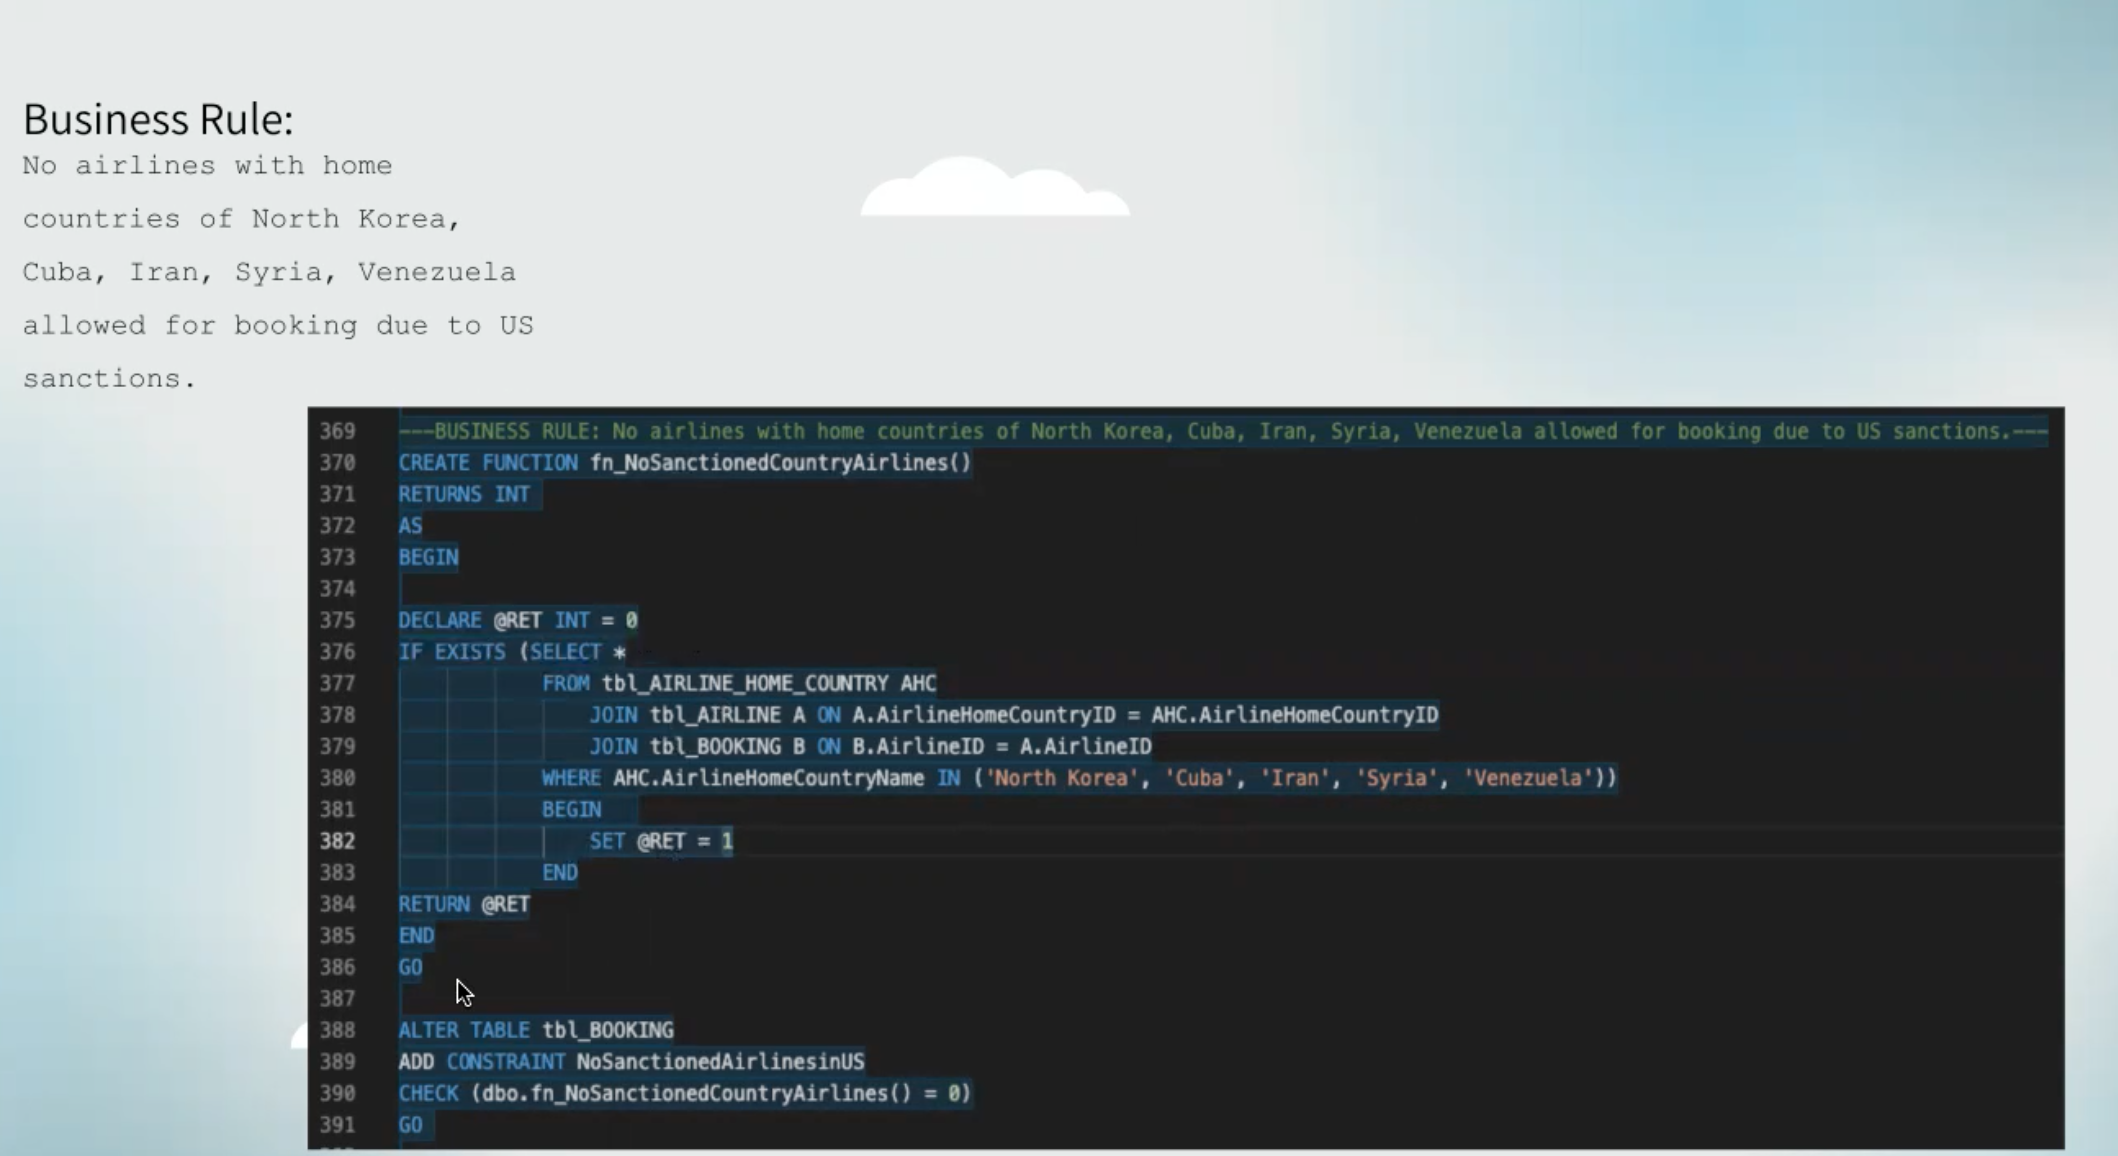 Business Rule:
No airlines with home
countries of North Korea,
Cuba, Iran, Syria, Venezuela
allowed for booking due to US
sanctions.
369 ---BUSINESS RULE: No airlines with home countries of North Korea, Cuba, Iran, Syria, Venezuela allowed for booking due to US sanctions.---
370 CREATE FUNCTION fn_NoSanctionedCountryAirlines()
371 RETURNS INT
372 AS
373 BEGIN
374
375 DECLARE @RET INT = 0
376 IF EXISTS (SELECT *
377 FROM tbl_AIRLINE_HOME_COUNTRY AHC
378 JOIN tbl_AIRLINE A ON A.AirlineHomeCountryID = AHC.AirlineHomeCountryID
379 JOIN tbl_BOOKING B ON B.AirlineID = A.AirlineID
380 WHERE AHC.AirlineHomeCountryName IN ('North Korea', 'Cuba', 'Iran', 'Syria', 'Venezuela'))
381 BEGIN
382 SET @RET = 1
383 END
384 RETURN @RET
385 END
386 GO
387
388 ALTER TABLE tbl_BOOKING
389 ADD CONSTRAINT NoSanctionedAirlinesinUS
390 CHECK (dbo.fn_NoSanctionedCountryAirlines() = 0)
391 GO